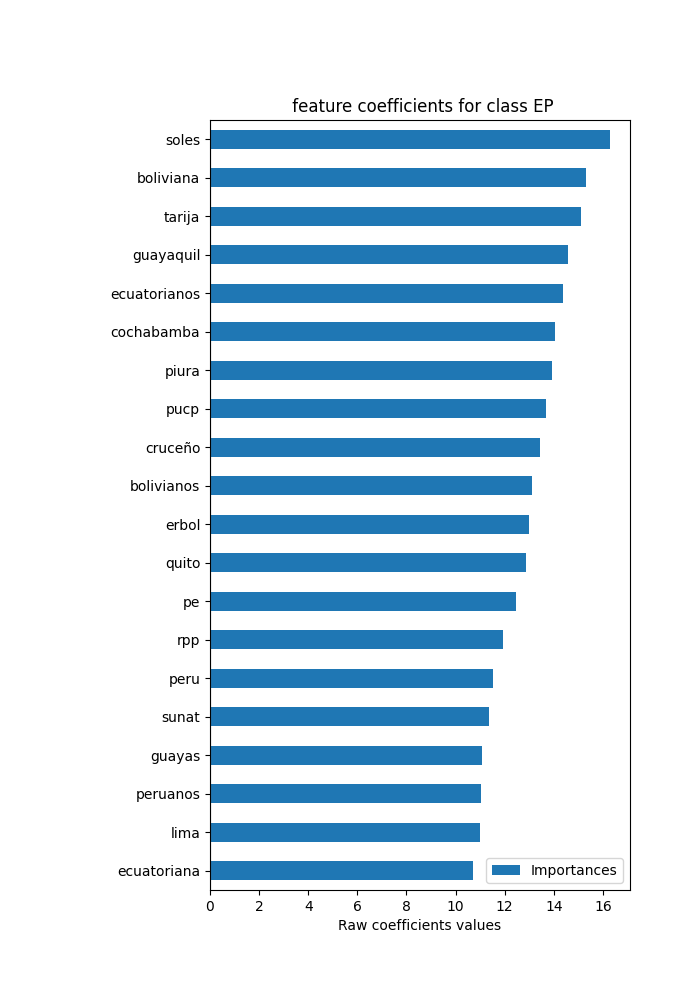 feature coefficients for class EP
soles
boliviana
tarija
guayaquil
ecuatorianos
cochabamba
piura
pucp
cruceño
bolivianos
erbol
quito
pe
rpp
peru
sunat
guayas
peruanos
lima
ecuatoriana
Importances
0 2 4 6 8 10 12 14 16
Raw coefficients values